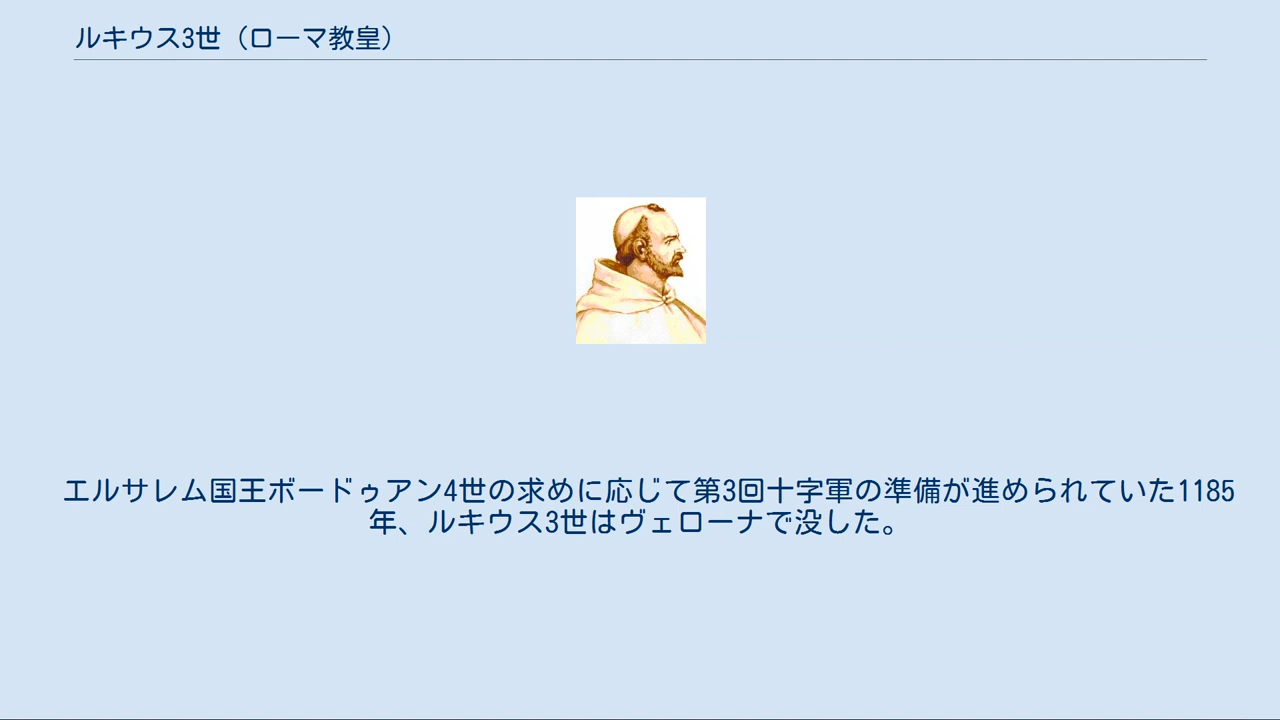 ルキウス3世（ローマ教皇）
エルサレム国王ボードゥアン4世の求めに応じて第3回十字軍の準備が進められていた1185
年、ルキウス3世はヴェローナで没した。